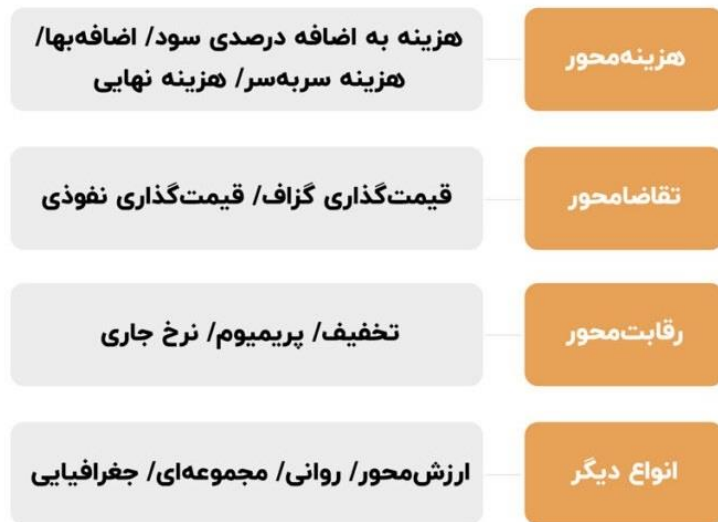 هزینه‌محور
هزینه به اضافه درصدی سود/ اضافه‌بها/
هزینه سربه‌سر/ هزینه نهایی
تقاضامحور
قیمت‌گذاری گزاف/ قیمت‌گذاری نفوذی
رقابت‌محور
تخفیف/ پریمیوم/ نرخ جاری
انواع دیگر
ارزش‌محور/ روانی/ مجموعه‌ای/ جغرافیایی